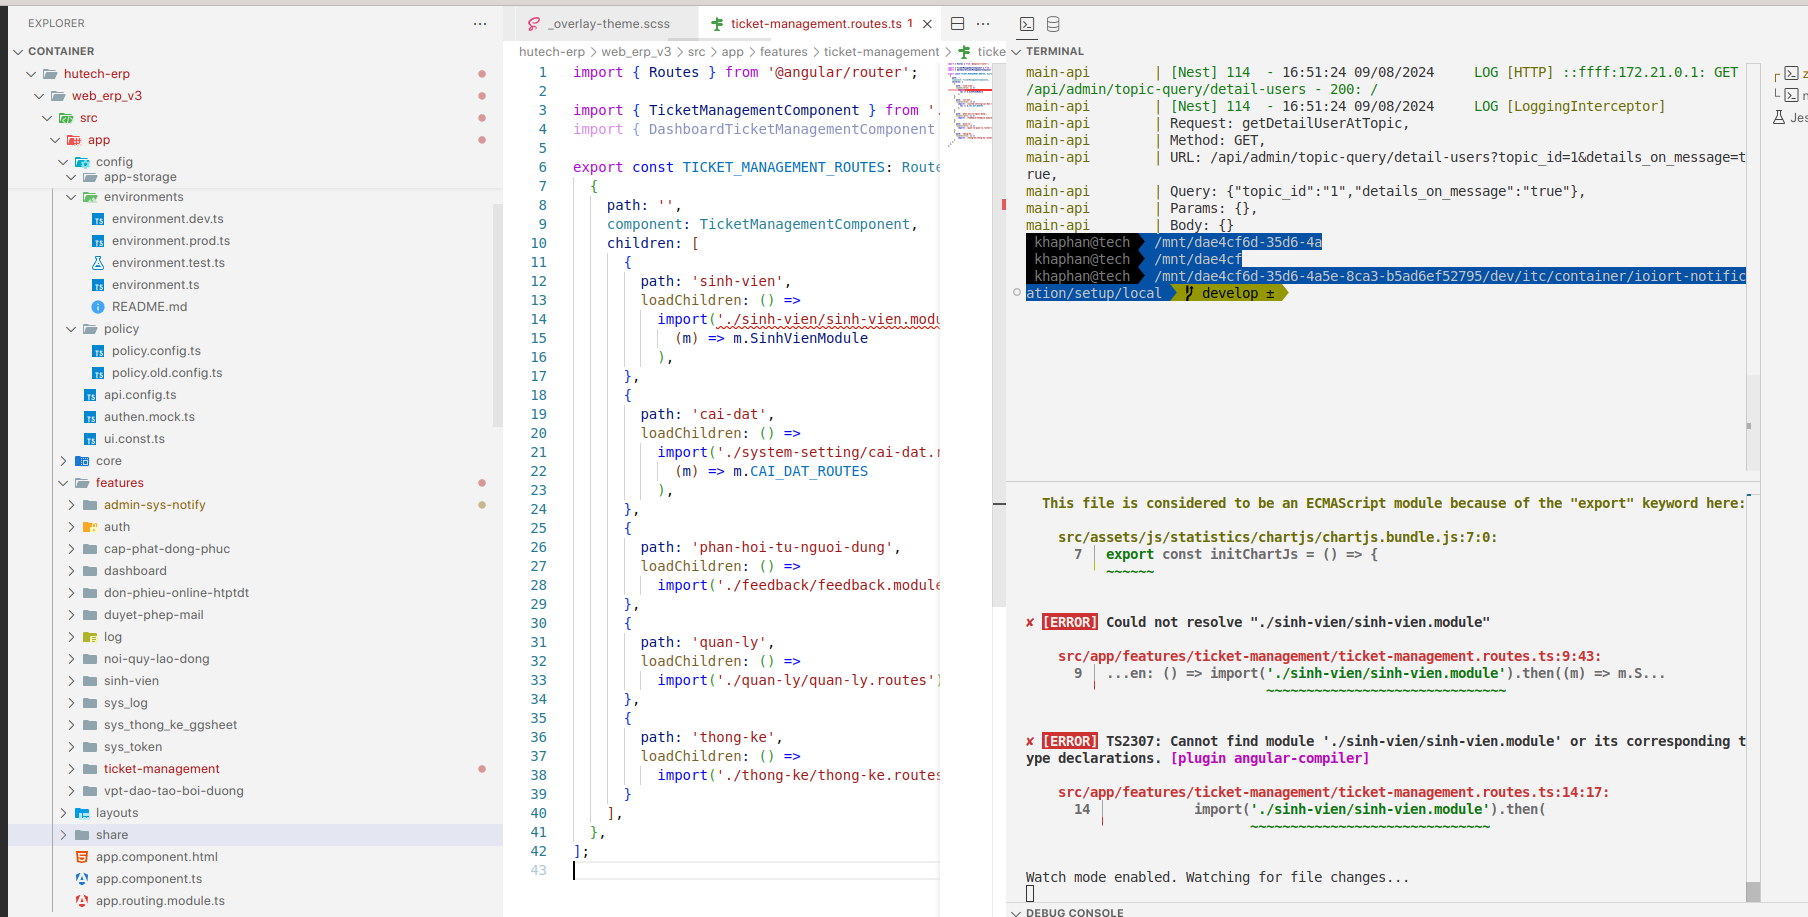 EXPLORER
CONTAINER
hutech-erp
web_erp_v3
src
app
config
app-storage
environments
environment.dev.ts
environment.prod.ts
environment.test.ts
environment.ts
README.md
policy
policy.config.ts
policy.old.config.ts
api.config.ts
authen.mock.ts
ui.const.ts
core
features
admin-sys-notify
auth
cap-phat-dong-phuc
dashboard
don-phieu-online-htptdt
duyet-phep-mail
log
noi-quy-lao-dong
sinh-vien
sys_log
sys_thong_ke_ggsheet
sys_token
ticket-management
vpt-dao-tao-boi-duong
layouts
share
app.component.html
app.component.ts
app.routing.module.ts
_overlay-theme.scss
ticket-management.routes.ts 1
hutech-erp > web_erp_v3 > src > app > features > ticket-management > ticke
1 import { Routes } from '@angular/router';
2
3 import { TicketManagementComponent } from '.
4 import { DashboardTicketManagementComponent
5
6 export const TICKET_MANAGEMENT_ROUTES: Route
7 {
8 path: '',
9 component: TicketManagementComponent,
10 children: [
11 {
12 path: 'sinh-vien',
13 loadChildren: () =>
14 import('./sinh-vien/sinh-vien.modu
15 (m) => m.SinhVienModule
16 ),
17 },
18 {
19 path: 'cai-dat',
20 loadChildren: () =>
21 import('./system-setting/cai-dat.r
22 (m) => m.CAI_DAT_ROUTES
23 ),
24 },
25 {
26 path: 'phan-hoi-tu-nguoi-dung',
27 loadChildren: () =>
28 import('./feedback/feedback.module
29 },
30 {
31 path: 'quan-ly',
32 loadChildren: () =>
33 import('./quan-ly/quan-ly.routes')
34 },
35 {
36 path: 'thong-ke',
37 loadChildren: () =>
38 import('./thong-ke/thong-ke.routes
39 }
40 ],
41 },
42 ];
43
TERMINAL
main-api | [Nest] 114 - 16:51:24 09/08/2024 LOG [HTTP] ::ffff:172.21.0.1: GET
/api/admin/topic-query/detail-users - 200: /
main-api | [Nest] 114 - 16:51:24 09/08/2024 LOG [LoggingInterceptor]
main-api | Request: getDetailUserAtTopic,
main-api | Method: GET,
main-api | URL: /api/admin/topic-query/detail-users?topic_id=1&details_on_message=t
rue,
main-api | Query: {"topic_id":"1","details_on_message":"true"},
main-api | Params: {},
main-api | Body: {}
khaphan@tech /mnt/dae4cf6d-35d6-4a
khaphan@tech /mnt/dae4cf
khaphan@tech /mnt/dae4cf6d-35d6-4a5e-8ca3-b5ad6ef52795/dev/itc/container/ioiort-notific
ation/setup/local develop ±
z
Jes
This file is considered to be an ECMAScript module because of the "export" keyword here:
src/assets/js/statistics/chartjs/chartjs.bundle.js:7:0:
7 │ export const initChartJs = () => {
~~~~~~
✘ [ERROR] Could not resolve "./sinh-vien/sinh-vien.module"
src/app/features/ticket-management/ticket-management.routes.ts:9:43:
9 │ ...en: () => import('./sinh-vien/sinh-vien.module').then((m) => m.S...
~~~~~~~~~~~~~~~~~~~~~~~~~~~~~~
✘ [ERROR] TS2307: Cannot find module './sinh-vien/sinh-vien.module' or its corresponding t
ype declarations. [plugin angular-compiler]
src/app/features/ticket-management/ticket-management.routes.ts:14:17:
14 │ import('./sinh-vien/sinh-vien.module').then(
~~~~~~~~~~~~~~~~~~~~~~~~~~~~~~
Watch mode enabled. Watching for file changes...
DEBUG CONSOLE